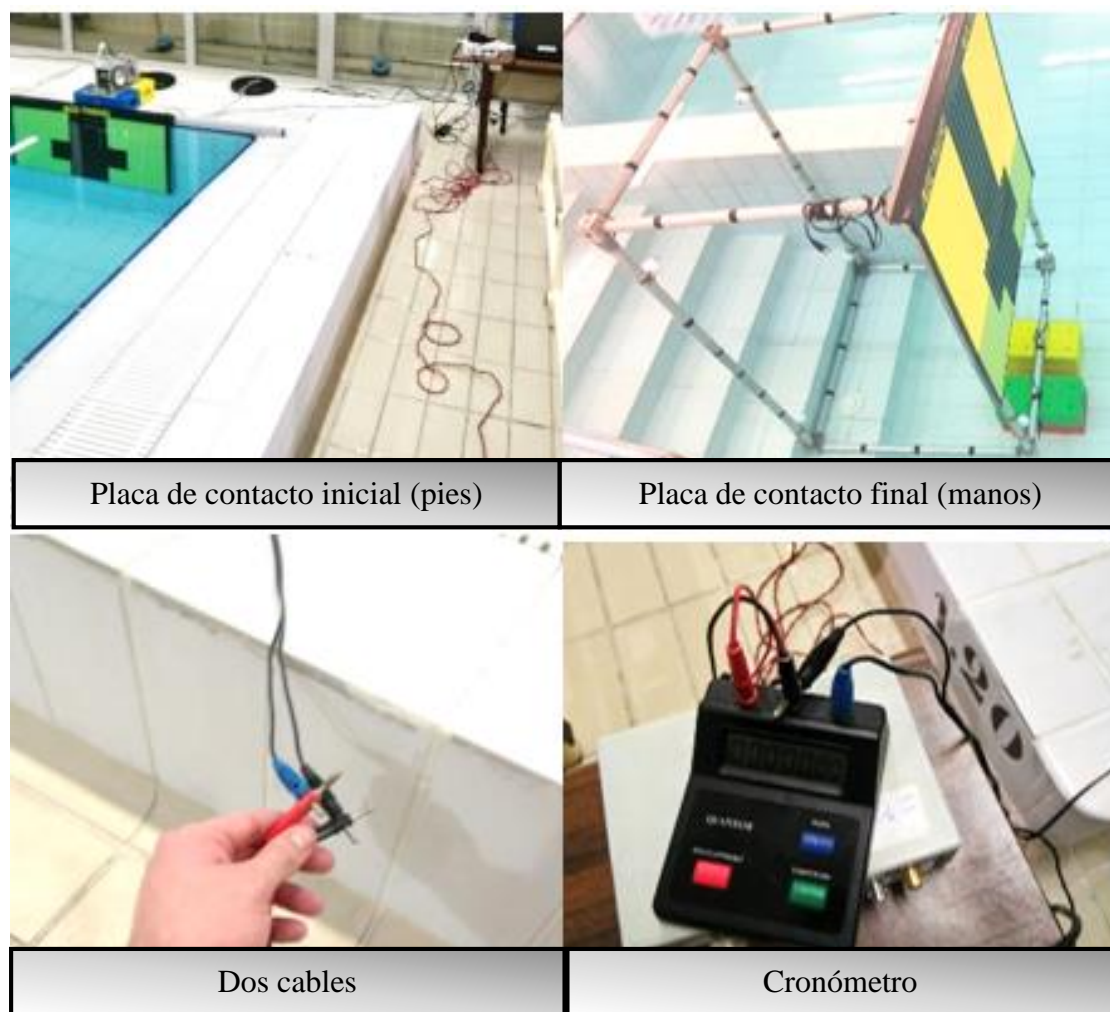 Placa de contacto inicial (pies)
Placa de contacto final (manos)
Dos cables
Cronómetro